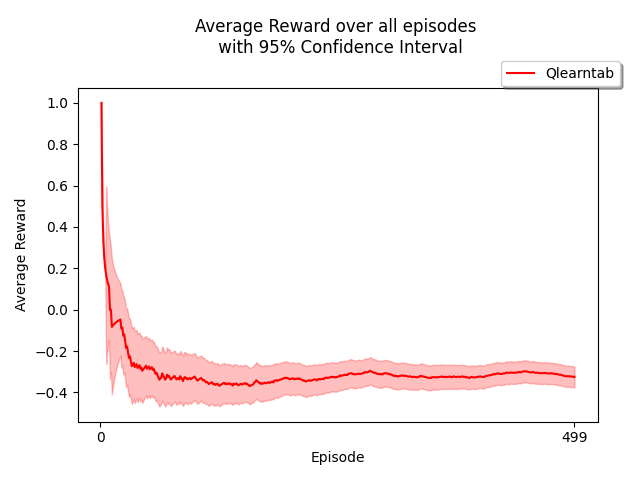 Average Reward over all episodes
with 95% Confidence Interval
Qlearntab
1.0
0.8
0.6
0.4
0.2
0.0
−0.2
−0.4
Average Reward
0
499
Episode